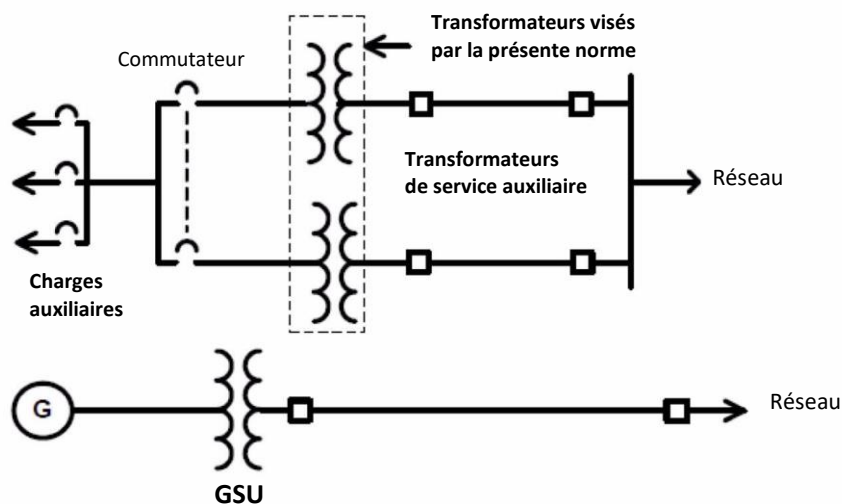 Transformateurs visés
par la présente norme
Commutateur
Transformateurs
de service auxiliaire
Réseau
Charges
auxiliaires
G
Réseau
GSU